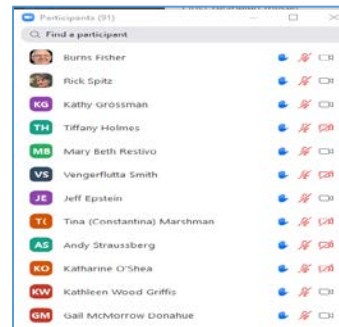 Participants (91)
Find a participant
Burns Fisher
Rick Spitz
KG Kathy Grossman
TH Tiffany Holmes
MB Mary Beth Restivo
VS Vengerflutta Smith
JE Jeff Epstein
T( Tina (Constantina) Marshman
AS Andy Straussberg
KO Katharine O'Shea
KW Kathleen Wood Griffis
GM Gail McMorrow Donahue